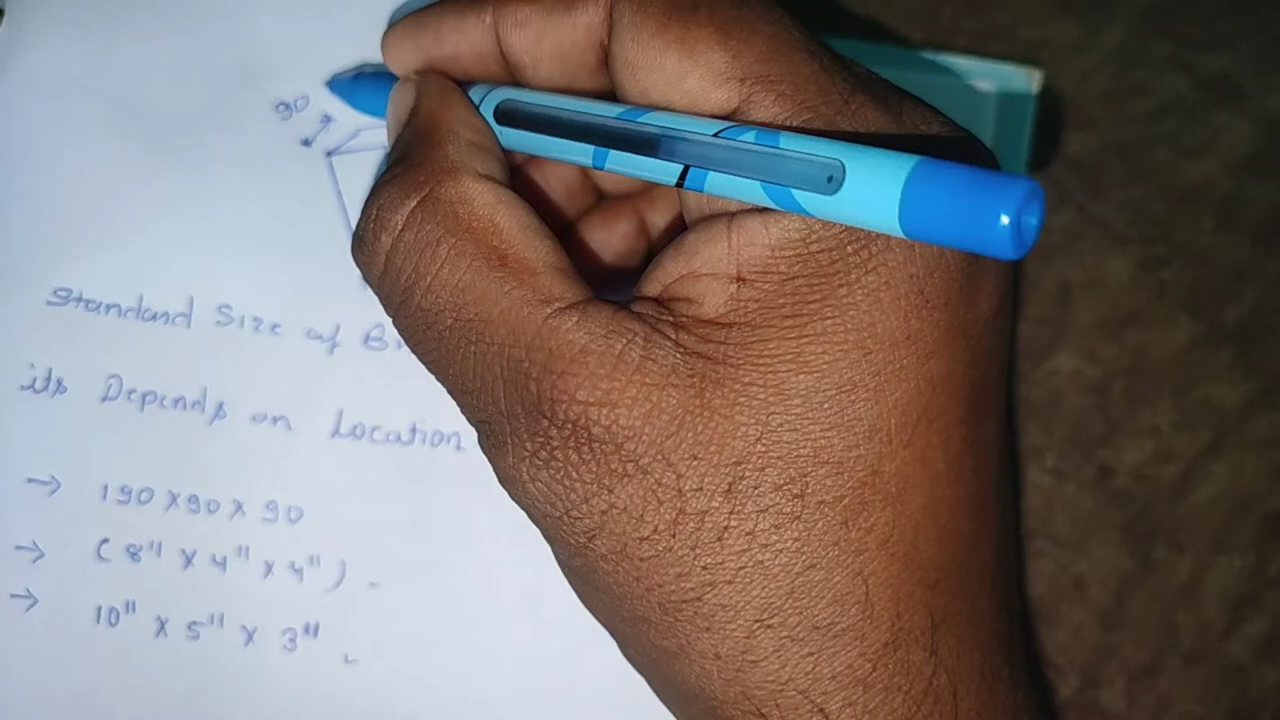 90
Standard Size of
its Depends on Location
→ 190 x 90 x 90
→ (8" x 4" x 4")
→ 10" x 5" x 3"